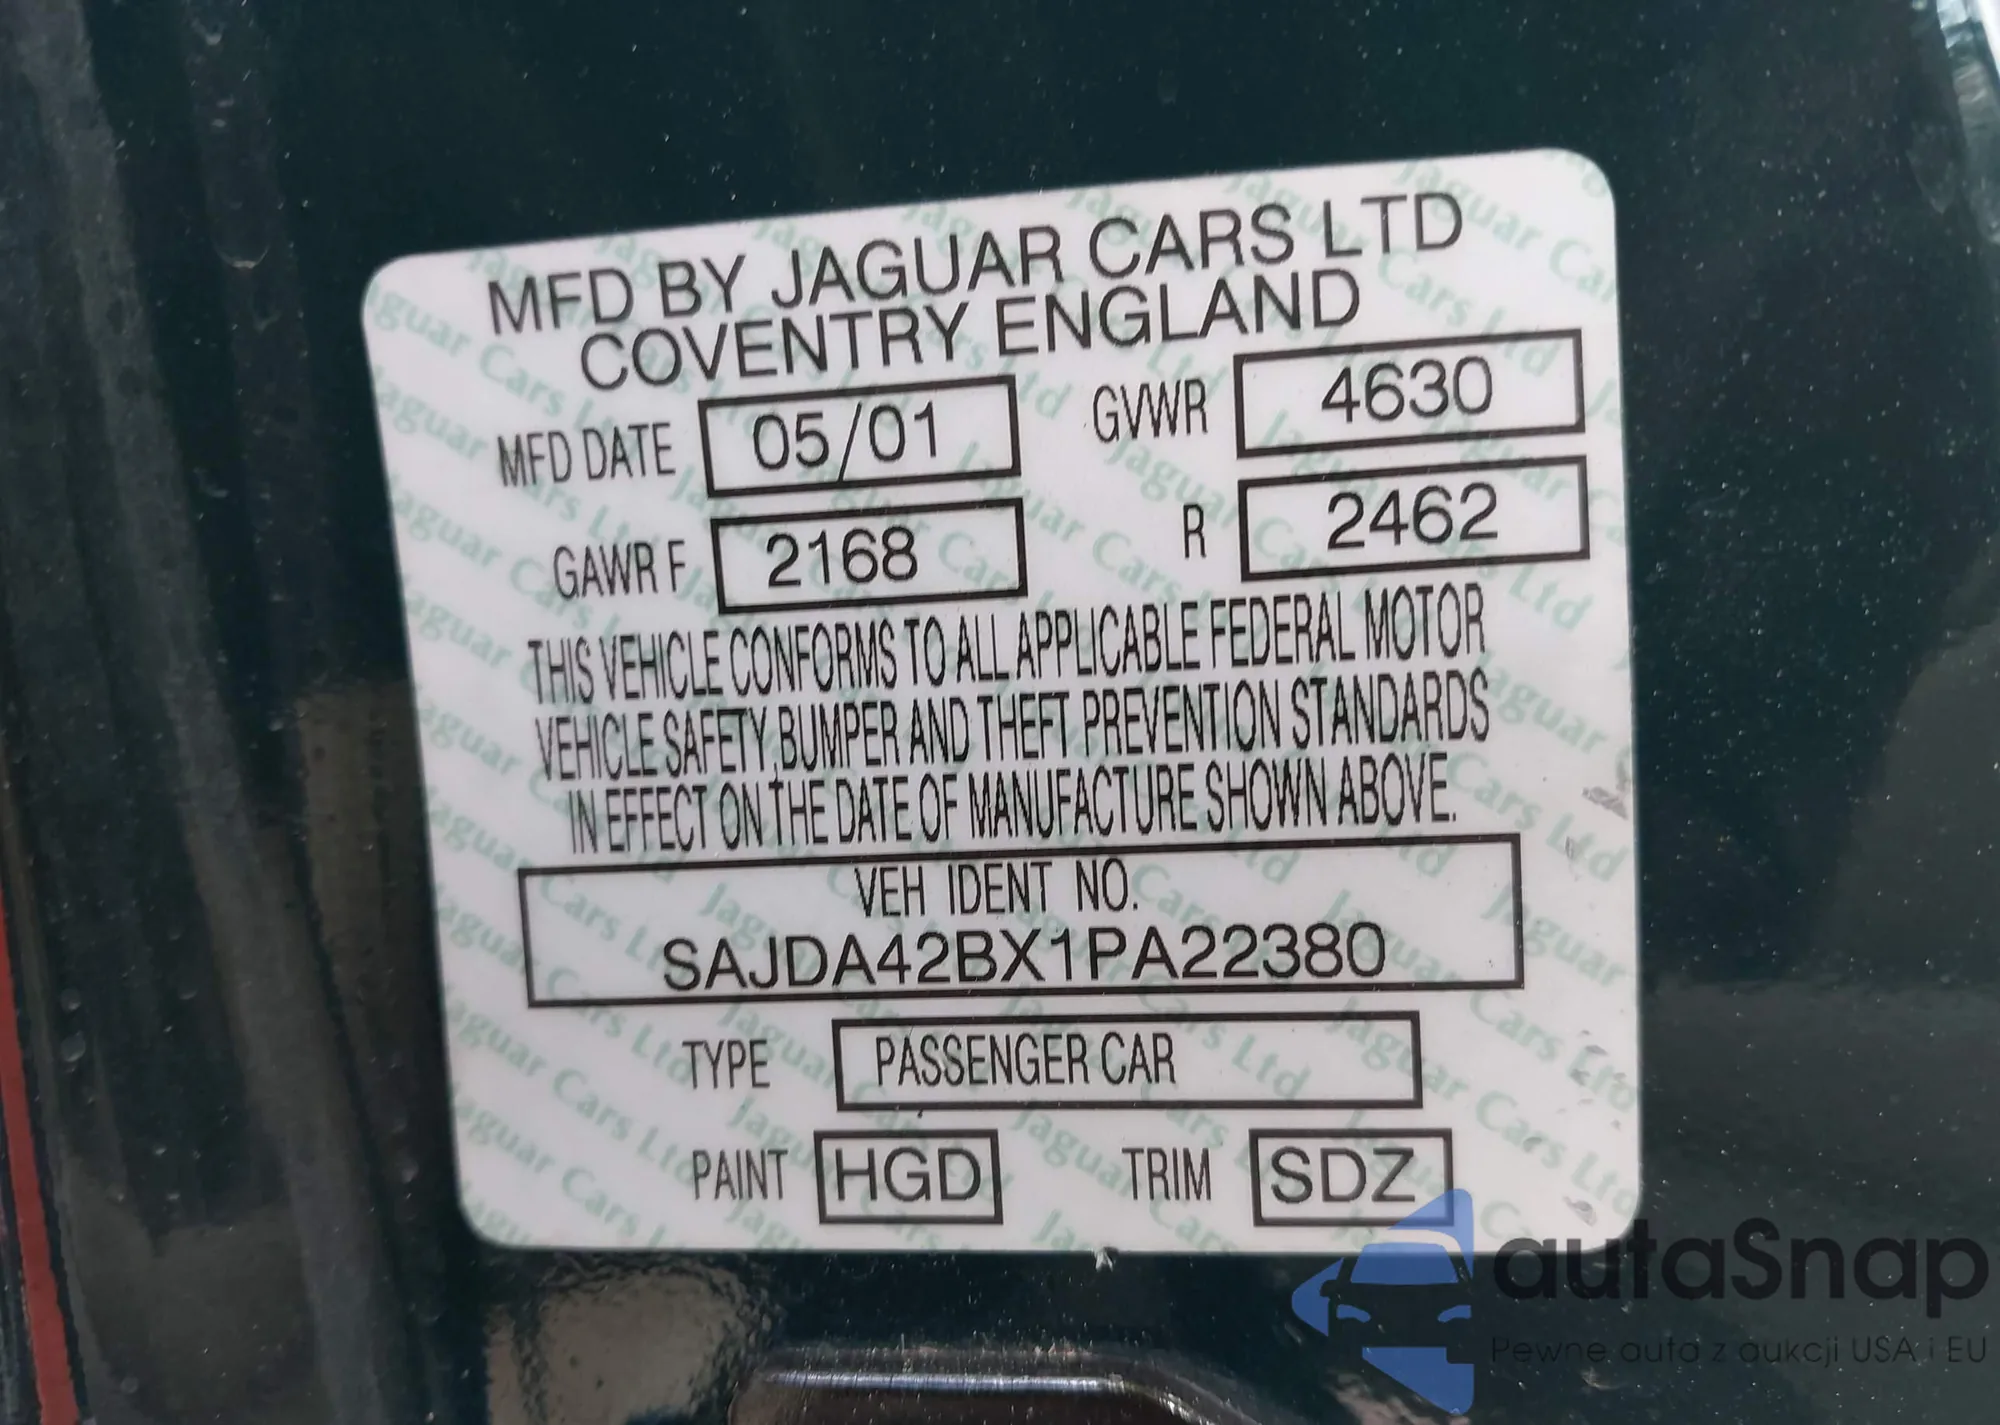 MFD BY JAGUAR CARS LTD
COVENTRY ENGLAND
MFD DATE 05/01 GVWR 4630
GAWR F 2168 R 2462
THIS VEHICLE CONFORMS TO ALL APPLICABLE FEDERAL MOTOR
VEHICLE SAFETY, BUMPER AND THEFT PREVENTION STANDARDS
IN EFFECT ON THE DATE OF MANUFACTURE SHOWN ABOVE.
VEH IDENT NO.
SAJDA42BX1PA22380
TYPE PASSENGER CAR
PAINT HGD TRIM SDZ
autaSnap
Pewne auta z aukcji USA i EU